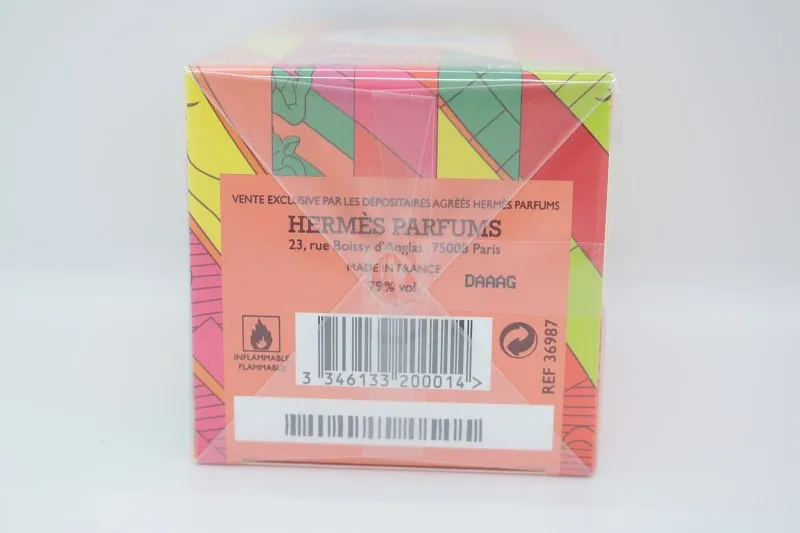 VENTE EXCLUSIVE PAR LES DÉPOSITAIRES AGRÉÉS HERMÈS PARFUMS
HERMÈS PARFUMS
23, rue Boissy d'Anglas 75008 Paris
MADE IN FRANCE
79% vol
DAAAG
INFLAMMABLE
FLAMMABLE
3 346133 200014 >
REF 36987